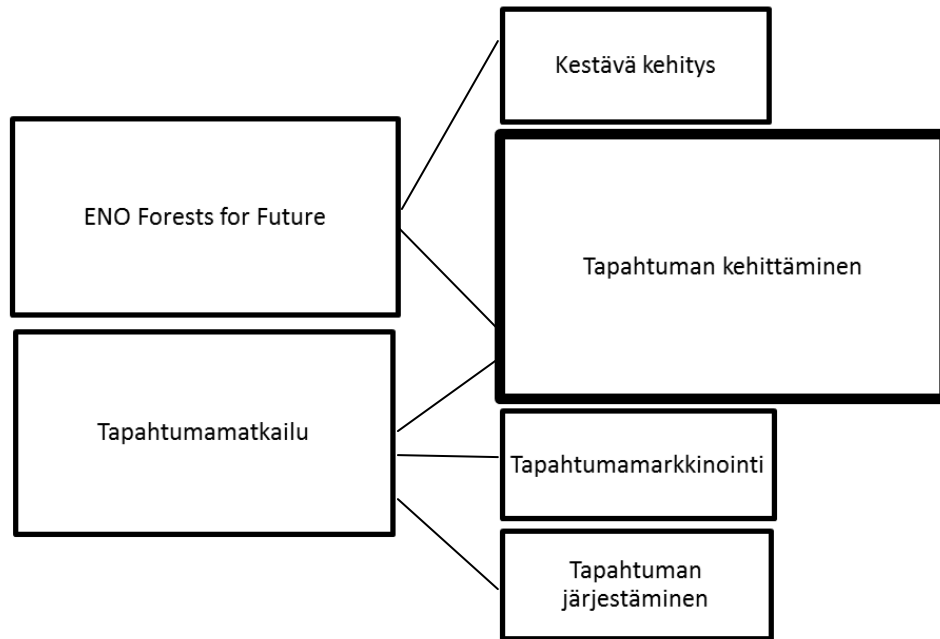 Kestävä kehitys
ENO Forests for Future
Tapahtuman kehittäminen
Tapahtumamatkailu
Tapahtumamarkkinointi
Tapahtuman
järjestäminen